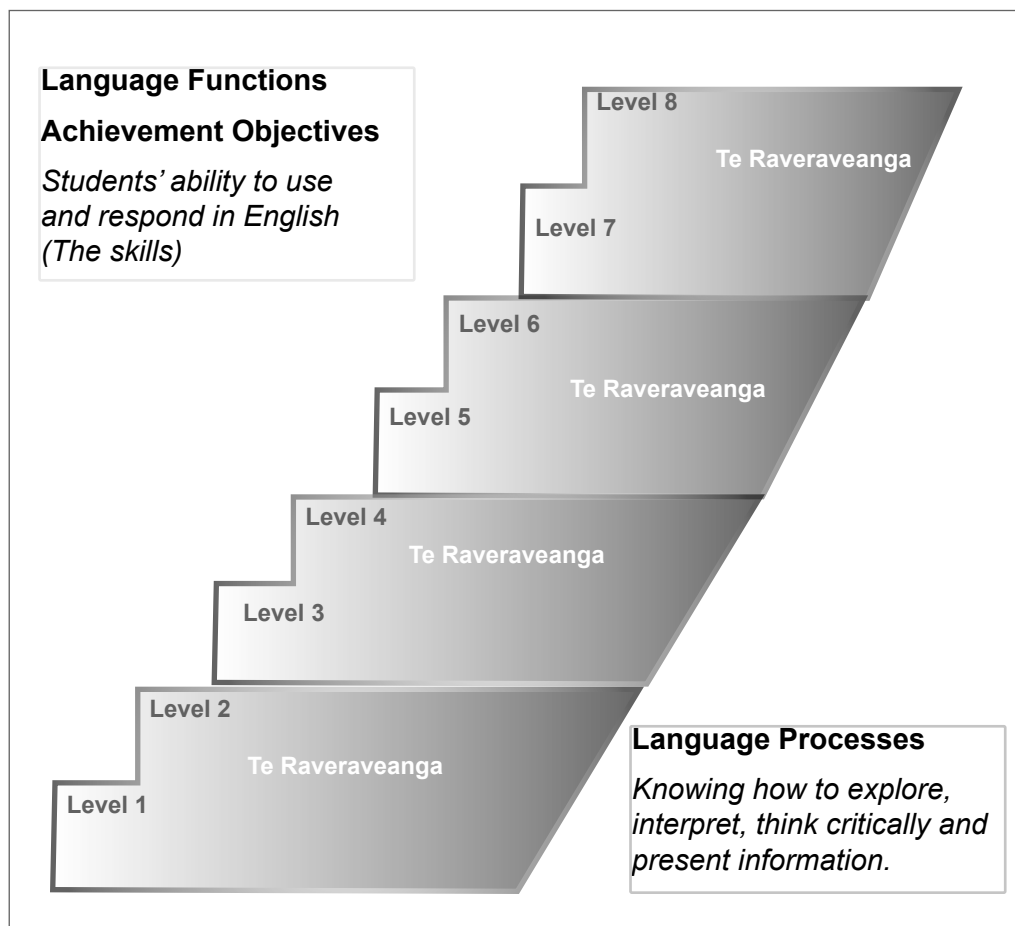 Language Functions
Achievement Objectives
Students’ ability to use
and respond in English
(The skills)
Level 8
Te Raveraveanga
Level 7
Level 6
Te Raveraveanga
Level 5
Level 4
Te Raveraveanga
Level 3
Level 2
Te Raveraveanga
Level 1
Language Processes
Knowing how to explore,
interpret, think critically and
present information.